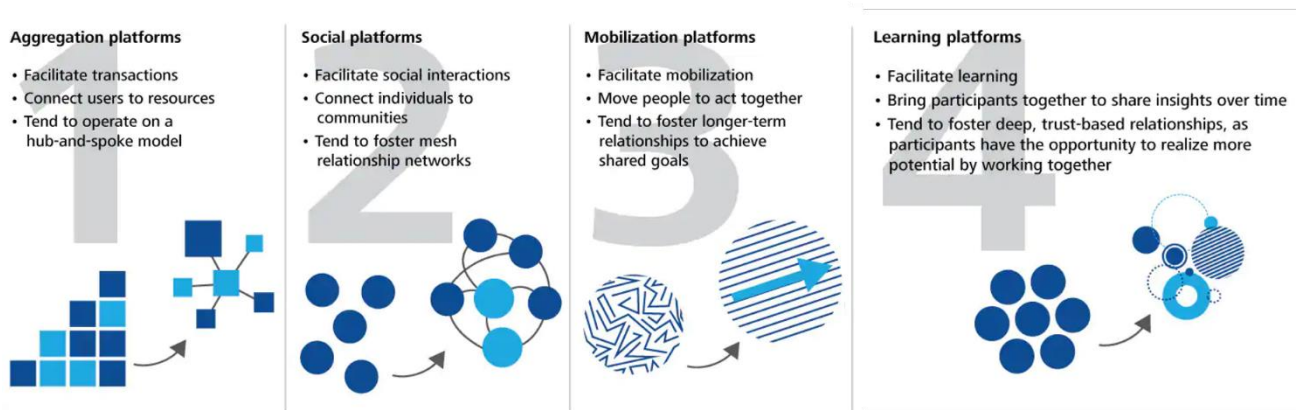 1
Aggregation platforms
• Facilitate transactions
• Connect users to resources
• Tend to operate on a
hub-and-spoke model
2
Social platforms
• Facilitate social interactions
• Connect individuals to
communities
• Tend to foster mesh
relationship networks
3
Mobilization platforms
• Facilitate mobilization
• Move people to act together
• Tend to foster longer-term
relationships to achieve
shared goals
4
Learning platforms
• Facilitate learning
• Bring participants together to share insights over time
• Tend to foster deep, trust-based relationships, as
participants have the opportunity to realize more
potential by working together